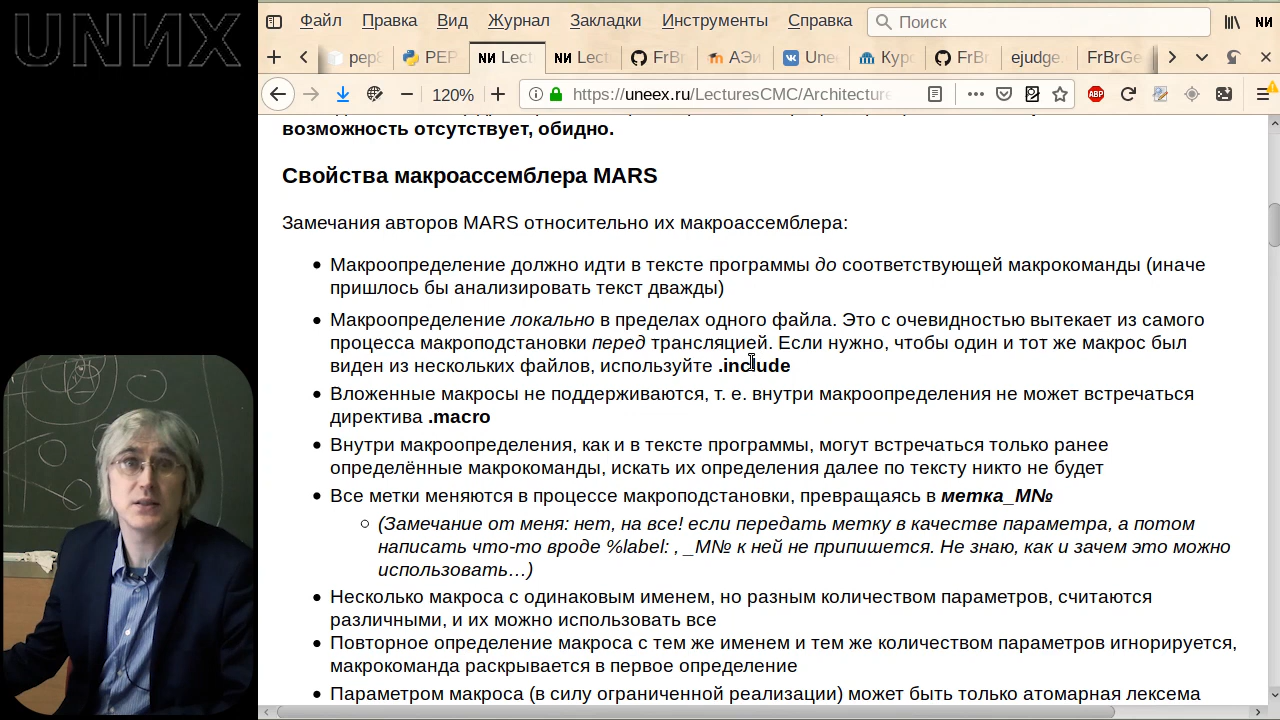 UNИX
Файл Правка Вид Журнал Закладки Инструменты Справка Поиск
pep8 PEP NИ Lect NИ Lect FrBr АЭи Unee Курс FrBr ejudge. FrBrGe
120% https://uneex.ru/LecturesCMC/Architecture ABP
возможность отсутствует, обидно.
Свойства макроассемблера MARS
Замечания авторов MARS относительно их макроассемблера:
Макроопределение должно идти в тексте программы до соответствующей макрокоманды (иначе
пришлось бы анализировать текст дважды)
Макроопределение локально в пределах одного файла. Это с очевидностью вытекает из самого
процесса макроподстановки перед трансляцией. Если нужно, чтобы один и тот же макрос был
виден из нескольких файлов, используйте .include
Вложенные макросы не поддерживаются, т. е. внутри макроопределения не может встречаться
директива .macro
Внутри макроопределения, как и в тексте программы, могут встречаться только ранее
определённые макрокоманды, искать их определения далее по тексту никто не будет
Все метки меняются в процессе макроподстановки, превращаясь в метка_M№
(Замечание от меня: нет, на все! если передать метку в качестве параметра, а потом
написать что-то вроде %label: , _M№ к ней не припишется. Не знаю, как и зачем это можно
использовать…)
Несколько макроса с одинаковым именем, но разным количеством параметров, считаются
различными, и их можно использовать все
Повторное определение макроса с тем же именем и тем же количеством параметров игнорируется,
макрокоманда раскрывается в первое определение
Параметром макроса (в силу ограниченной реализации) может быть только атомарная лексема